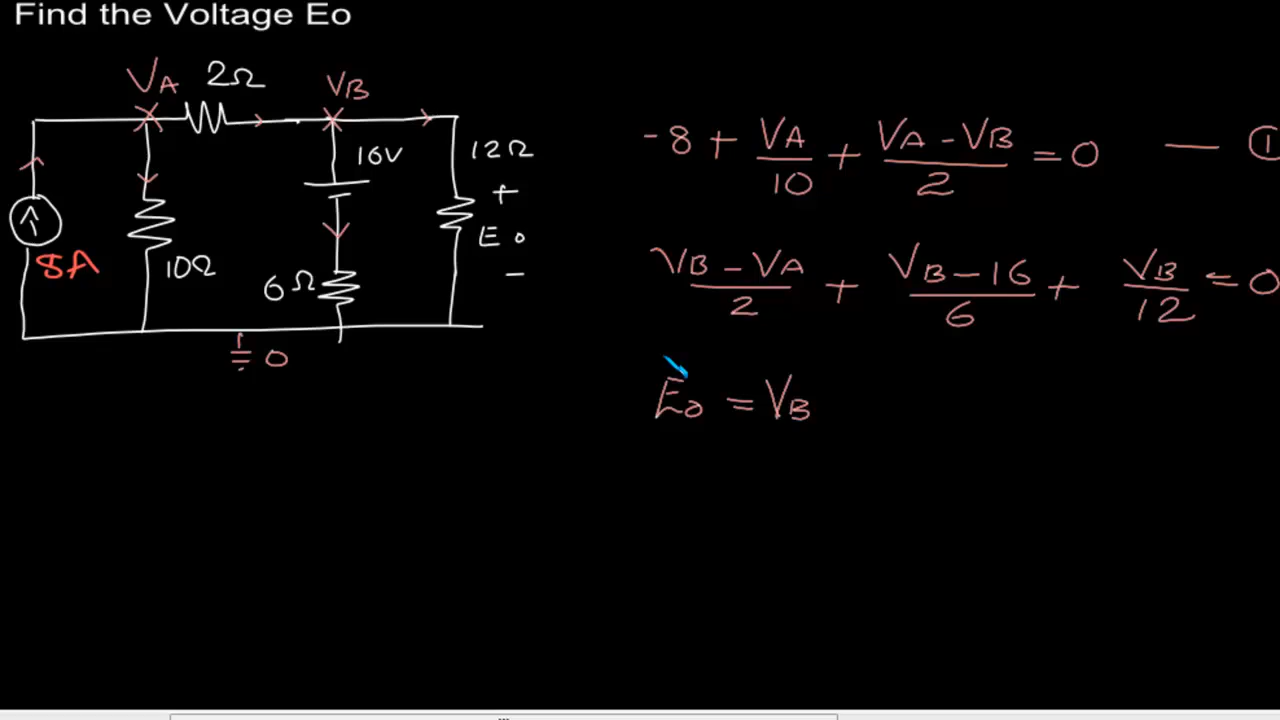 Find the Voltage Eo
VA 2Ω VB
16V 12Ω
+
Eo
-
8A 10Ω 6Ω
0
-8 + VA/10 + (VA - VB)/2 = 0 — ①
(VB - VA)/2 + (VB - 16)/6 + VB/12 = 0
Eo = VB